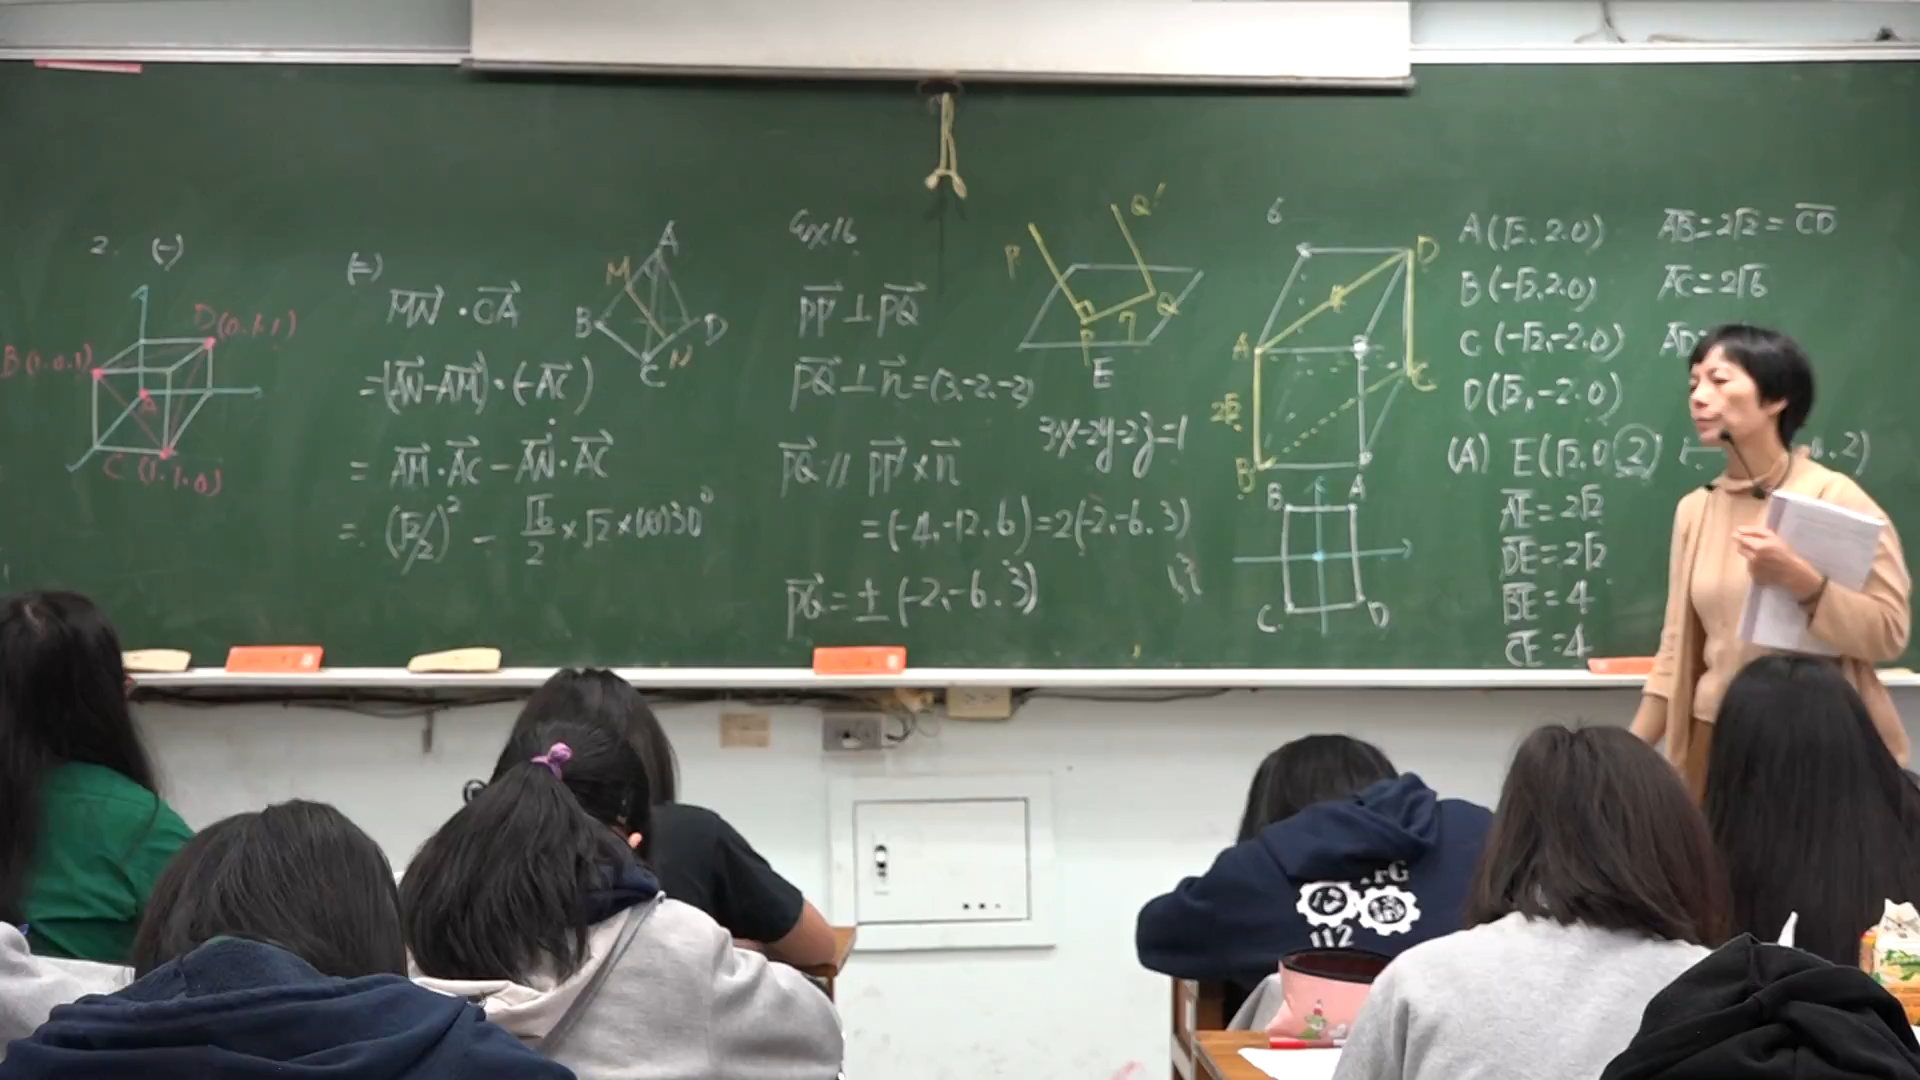 2. (一)
D(0.1.1)
B(1.0.1)
A
C(1.1.0)
(二)
MN · CA
=(AN-AM)·(-AC)
= AM·AC - AN·AC
= (√2/2)² - √6/2 × √2 × cos30°
A
M
B
D
N
C
Gx16
PP' ⊥ PQ
PQ ⊥ n=(3,-2,-2)
PQ // PP' × n
=(-4,-12,6)=2(-2,-6,3)
PQ = ± (-2,-6,3)
P'
Q'
P
7
Q
E
3x-2y-2z=1
6
D
A
C
2√2
B
B
A
C
D
A(√2,2,0)
B(-√2,2,0)
C(-√2,-2,0)
D(√2,-2,0)
AB=2√2=CD
AC=2√6
AD=
(A) E(√2,0,2)
0.2)
AE=2√2
DE=2√2
BE=4
CE=4
112